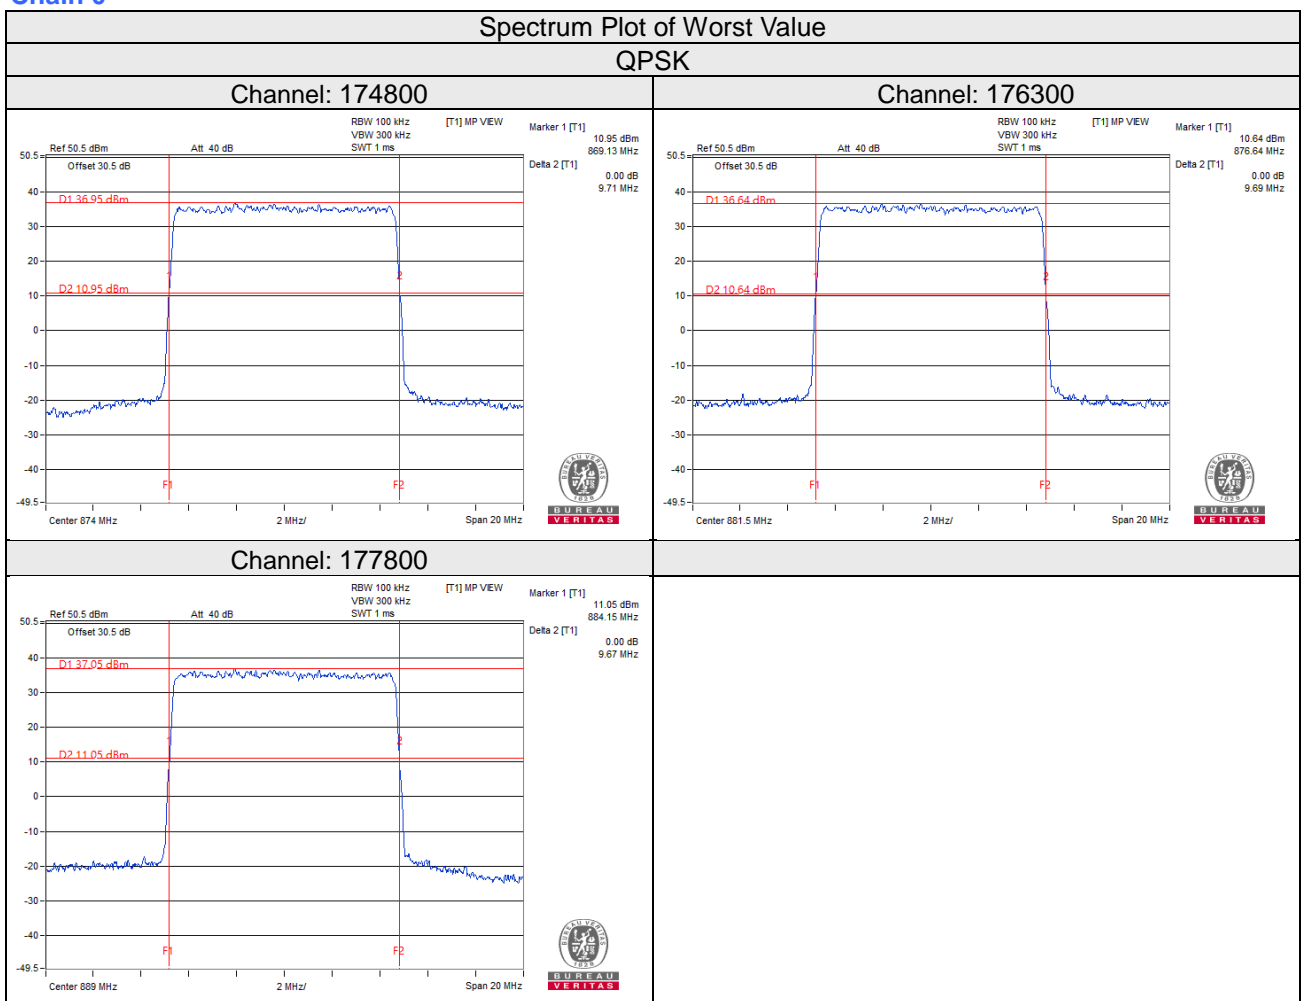 Spectrum Plot of Worst Value
QPSK
Channel: 174800
Channel: 176300
RBW 100 kHz
VBW 300 kHz
SWT 1 ms
[T1] MP VIEW
Ref 50.5 dBm
Att 40 dB
Offset 30.5 dB
Marker 1 [T1]
10.95 dBm
869.13 MHz
Delta 2 [T1]
0.00 dB
9.71 MHz
50.5
40
30
20
10
0
-10
-20
-30
-40
-49.5
D1 36.95 dBm
D2 10.95 dBm
1
2
F1
F2
Center 874 MHz
2 MHz/
Span 20 MHz
1828
BUREAU
VERITAS
RBW 100 kHz
VBW 300 kHz
SWT 1 ms
[T1] MP VIEW
Ref 50.5 dBm
Att 40 dB
Offset 30.5 dB
Marker 1 [T1]
10.64 dBm
876.64 MHz
Delta 2 [T1]
0.00 dB
9.69 MHz
50.5
40
30
20
10
0
-10
-20
-30
-40
-49.5
D1 36.64 dBm
D2 10.64 dBm
1
2
F1
F2
Center 881.5 MHz
2 MHz/
Span 20 MHz
1828
BUREAU
VERITAS
Channel: 177800
RBW 100 kHz
VBW 300 kHz
SWT 1 ms
[T1] MP VIEW
Ref 50.5 dBm
Att 40 dB
Offset 30.5 dB
Marker 1 [T1]
11.05 dBm
884.15 MHz
Delta 2 [T1]
0.00 dB
9.67 MHz
50.5
40
30
20
10
0
-10
-20
-30
-40
-49.5
D1 37.05 dBm
D2 11.05 dBm
1
2
F1
F2
Center 889 MHz
2 MHz/
Span 20 MHz
1828
BUREAU
VERITAS